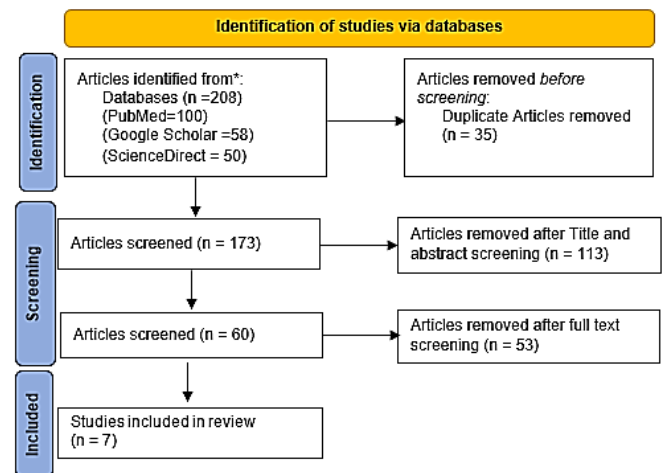 Identification of studies via databases
Identification
Articles identified from*:
Databases (n =208)
(PubMed=100)
(Google Scholar =58)
(ScienceDirect = 50)
Articles removed before
screening:
Duplicate Articles removed
(n = 35)
Screening
Articles screened (n = 173)
Articles removed after Title and
abstract screening (n = 113)
Articles screened (n = 60)
Articles removed after full text
screening (n = 53)
Included
Studies included in review
(n = 7)